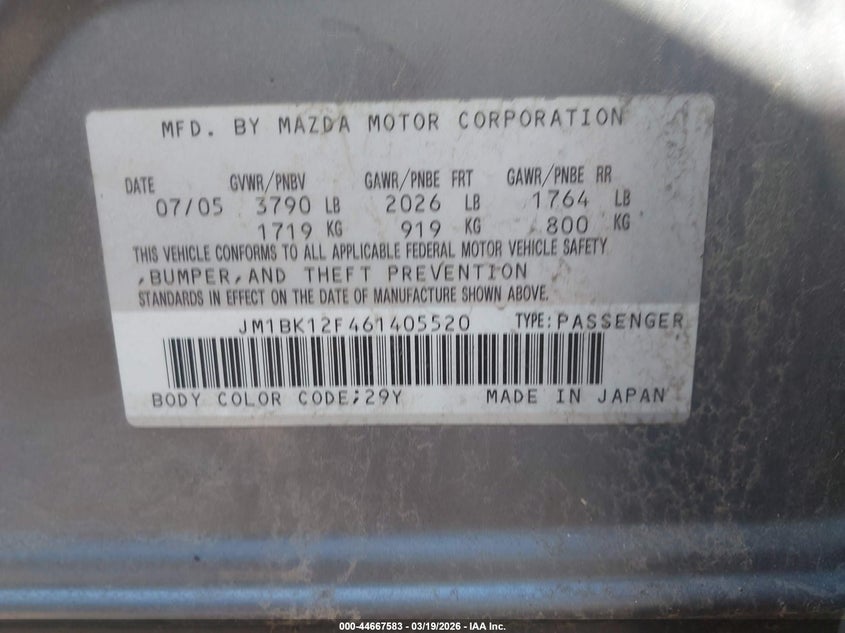 MFD. BY MAZDA MOTOR CORPORATION
DATE GVWR/PNBV GAWR/PNBE FRT GAWR/PNBE RR
07/05 3790 LB 2026 LB 1764 LB
1719 KG 919 KG 800 KG
THIS VEHICLE CONFORMS TO ALL APPLICABLE FEDERAL MOTOR VEHICLE SAFETY
,BUMPER,AND THEFT PREVENTION
STANDARDS IN EFFECT ON THE DATE OF MANUFACTURE SHOWN ABOVE.
JM1BK12F461405520 TYPE:PASSENGER
BODY COLOR CODE;29Y MADE IN JAPAN
000-44667583 - 03/19/2026 - IAA Inc.